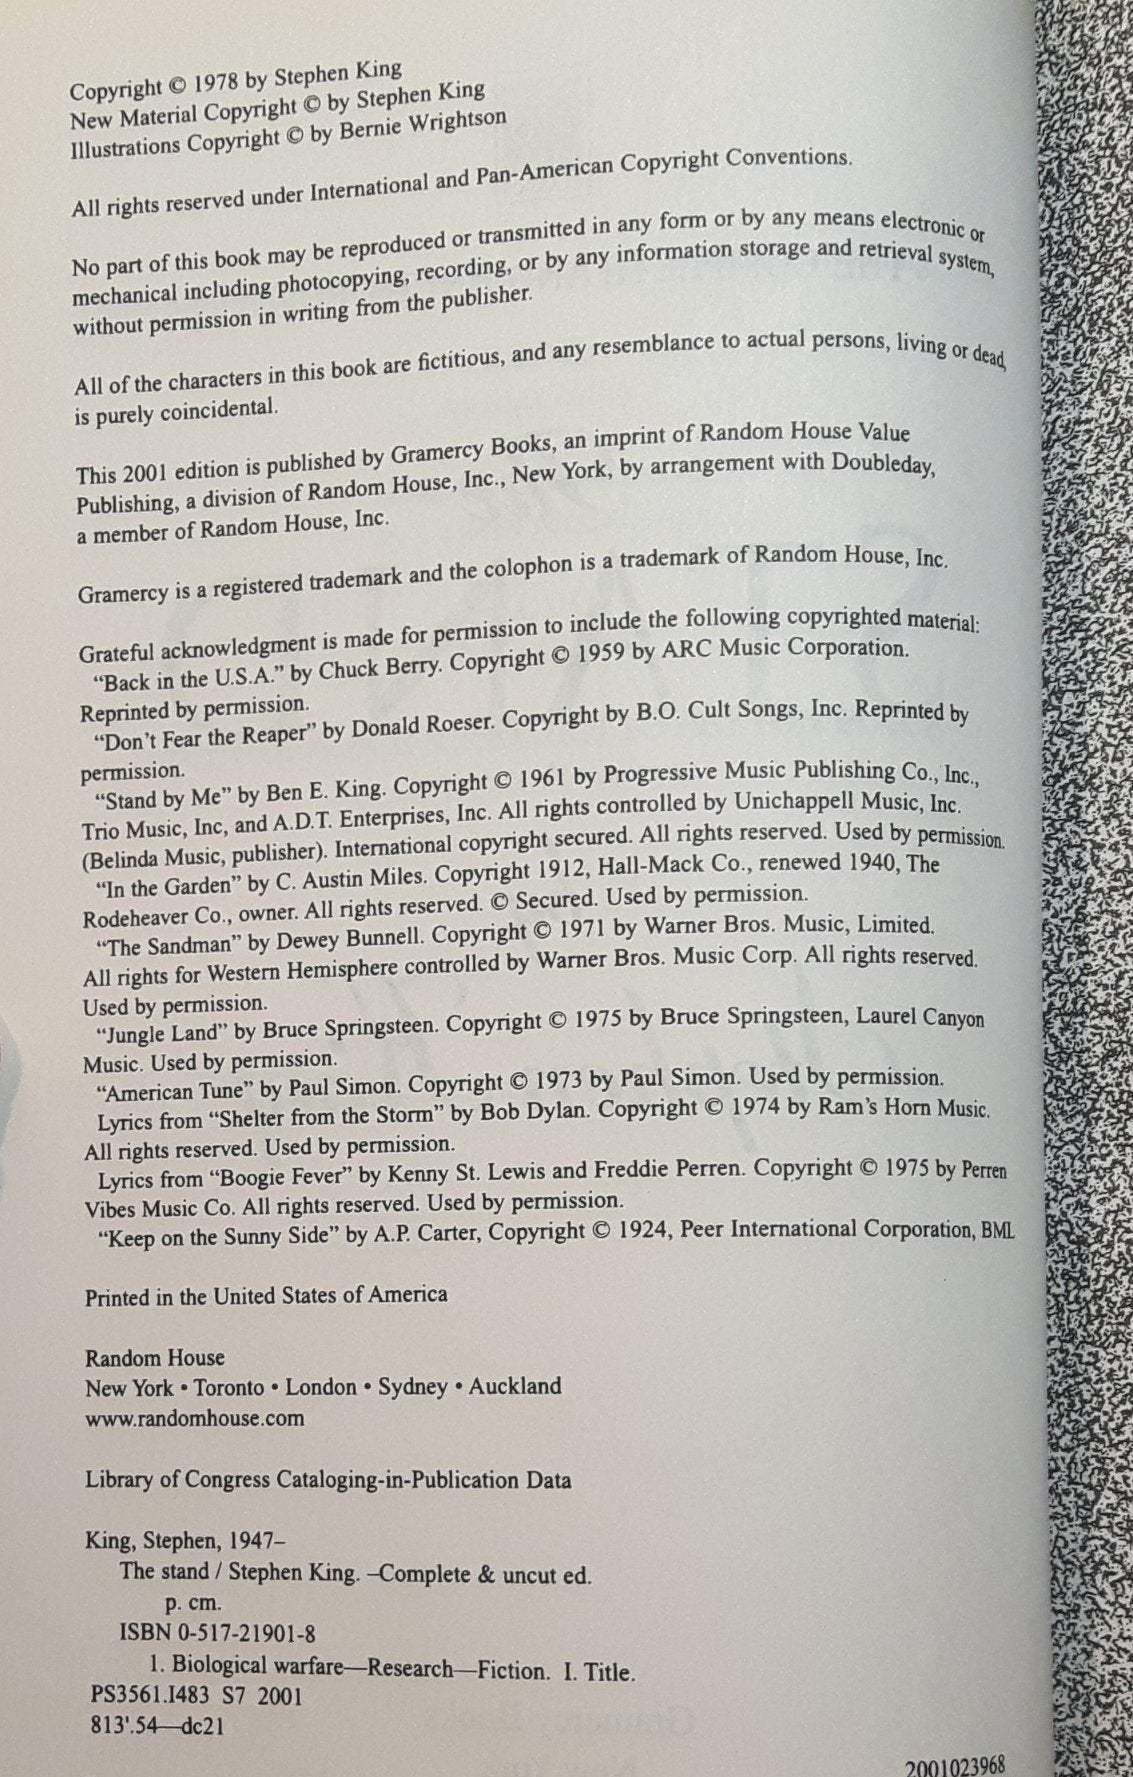 Copyright © 1978 by Stephen King
New Material Copyright © by Stephen King
Illustrations Copyright © by Bernie Wrightson
All rights reserved under International and Pan-American Copyright Conventions.
No part of this book may be reproduced or transmitted in any form or by any means electronic or
mechanical including photocopying, recording, or by any information storage and retrieval system,
without permission in writing from the publisher.
All of the characters in this book are fictitious, and any resemblance to actual persons, living or dead,
is purely coincidental.
This 2001 edition is published by Gramercy Books, an imprint of Random House Value
Publishing, a division of Random House, Inc., New York, by arrangement with Doubleday,
a member of Random House, Inc.
Gramercy is a registered trademark and the colophon is a trademark of Random House, Inc.
Grateful acknowledgment is made for permission to include the following copyrighted material:
“Back in the U.S.A.” by Chuck Berry. Copyright © 1959 by ARC Music Corporation.
Reprinted by permission.
“Don’t Fear the Reaper” by Donald Roeser. Copyright by B.O. Cult Songs, Inc. Reprinted by
permission.
“Stand by Me” by Ben E. King. Copyright © 1961 by Progressive Music Publishing Co., Inc.,
Trio Music, Inc, and A.D.T. Enterprises, Inc. All rights controlled by Unichappell Music, Inc.
(Belinda Music, publisher). International copyright secured. All rights reserved. Used by permission.
“In the Garden” by C. Austin Miles. Copyright 1912, Hall-Mack Co., renewed 1940, The
Rodeheaver Co., owner. All rights reserved. © Secured. Used by permission.
“The Sandman” by Dewey Bunnell. Copyright © 1971 by Warner Bros. Music, Limited.
All rights for Western Hemisphere controlled by Warner Bros. Music Corp. All rights reserved.
Used by permission.
“Jungle Land” by Bruce Springsteen. Copyright © 1975 by Bruce Springsteen, Laurel Canyon
Music. Used by permission.
“American Tune” by Paul Simon. Copyright © 1973 by Paul Simon. Used by permission.
Lyrics from “Shelter from the Storm” by Bob Dylan. Copyright © 1974 by Ram’s Horn Music.
All rights reserved. Used by permission.
Lyrics from “Boogie Fever” by Kenny St. Lewis and Freddie Perren. Copyright © 1975 by Perren
Vibes Music Co. All rights reserved. Used by permission.
“Keep on the Sunny Side” by A.P. Carter, Copyright © 1924, Peer International Corporation, BML
Printed in the United States of America
Random House
New York • Toronto • London • Sydney • Auckland
www.randomhouse.com
Library of Congress Cataloging-in-Publication Data
King, Stephen, 1947–
The stand / Stephen King. –Complete & uncut ed.
p. cm.
ISBN 0-517-21901-8
1. Biological warfare—Research—Fiction. I. Title.
PS3561.I483 S7 2001
813'.54—dc21
2001023968